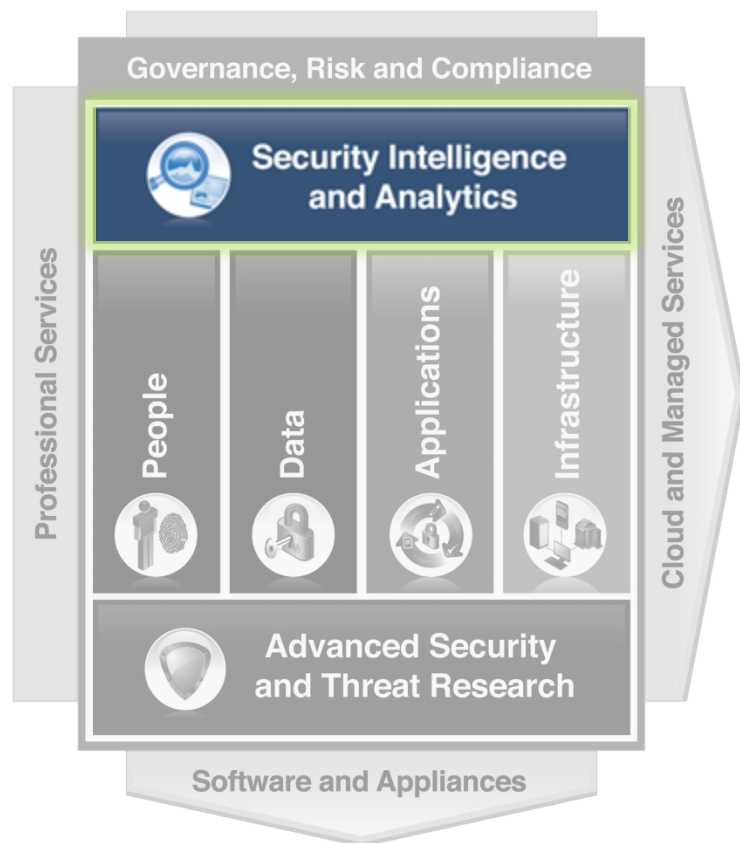 Governance, Risk and Compliance
Security Intelligence
and Analytics
Professional Services
People
Data
Applications
Infrastructure
Cloud and Managed Services
Advanced Security
and Threat Research
Software and Appliances